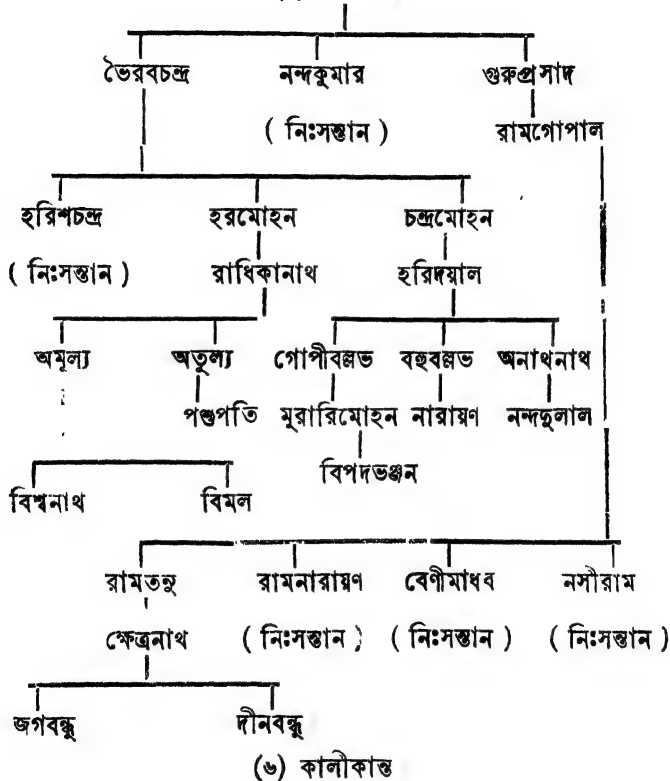 ভৈরবচন্দ্র নন্দকুমার গুরুপ্রসাদ
( নিঃসন্তান ) রামগোপাল
হরিশচন্দ্র হরমোহন চন্দ্রমোহন
( নিঃসন্তান ) রাধিকানাথ হরিদয়াল
অমূল্য অতুল্য গোপীবল্লভ বহুবল্লভ অনাথনাথ
পশুপতি মুরারিমোহন নারায়ণ নন্দদুলাল
বিপদভঞ্জন
বিশ্বনাথ বিমল
রামতনু রামনারায়ণ বেণীমাধব নসীরাম
ক্ষেত্রনাথ ( নিঃসন্তান ) ( নিঃসন্তান ) ( নিঃসন্তান )
জগবন্ধু দীনবন্ধু
(৬) কালীকান্ত